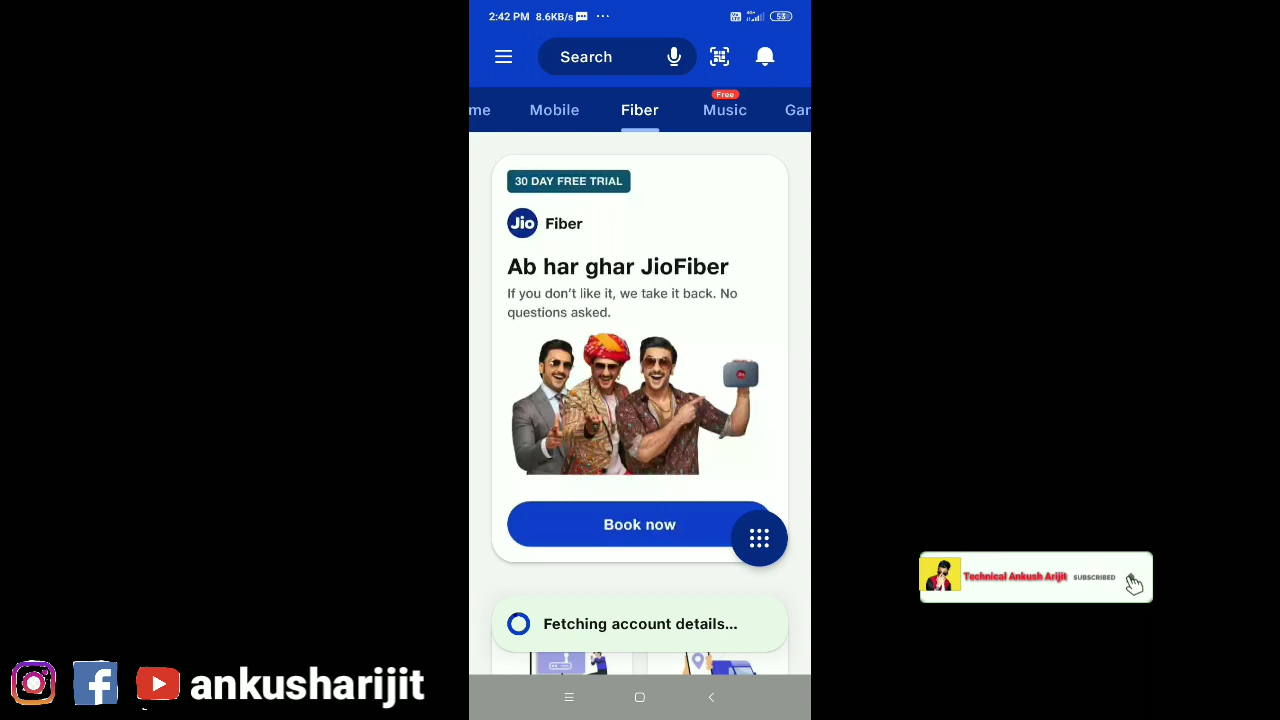 2:42 PM 8.6KB/s
4G+
53
Search
me Mobile Fiber Music Gar
Free
30 DAY FREE TRIAL
Jio Fiber
Ab har ghar JioFiber
If you don't like it, we take it back. No
questions asked.
Book now
Fetching account details...
Technical Ankush Arijit SUBSCRIBED
ankusharijit